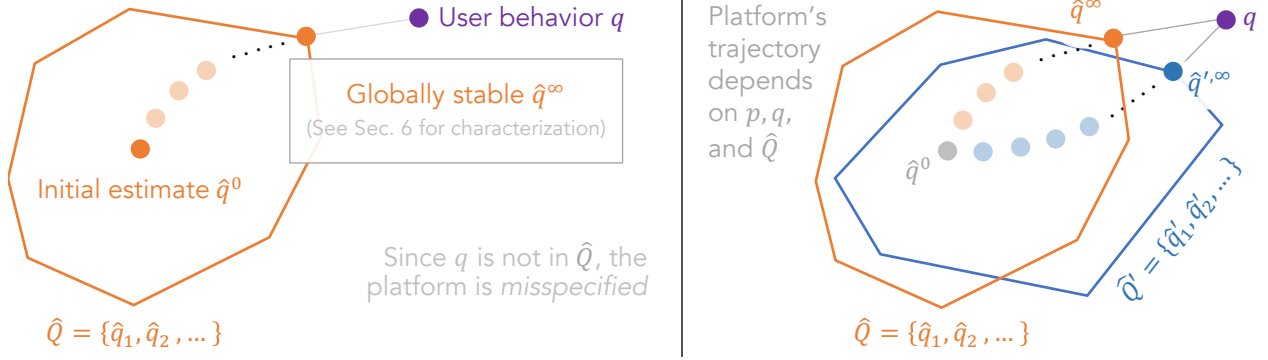 User behavior q
Globally stable q̂^∞
(See Sec. 6 for characterization)
Initial estimate q̂^0
Since q is not in Q̂, the
platform is misspecified
Q̂ = {q̂_1, q̂_2 , … }
Platform's
trajectory
depends
on p, q,
and Q̂
q̂^∞
q
q̂^{′,∞}
q̂^0
Q̂′ = {q̂′_1, q̂′_2, … }
Q̂ = {q̂_1, q̂_2 , … }